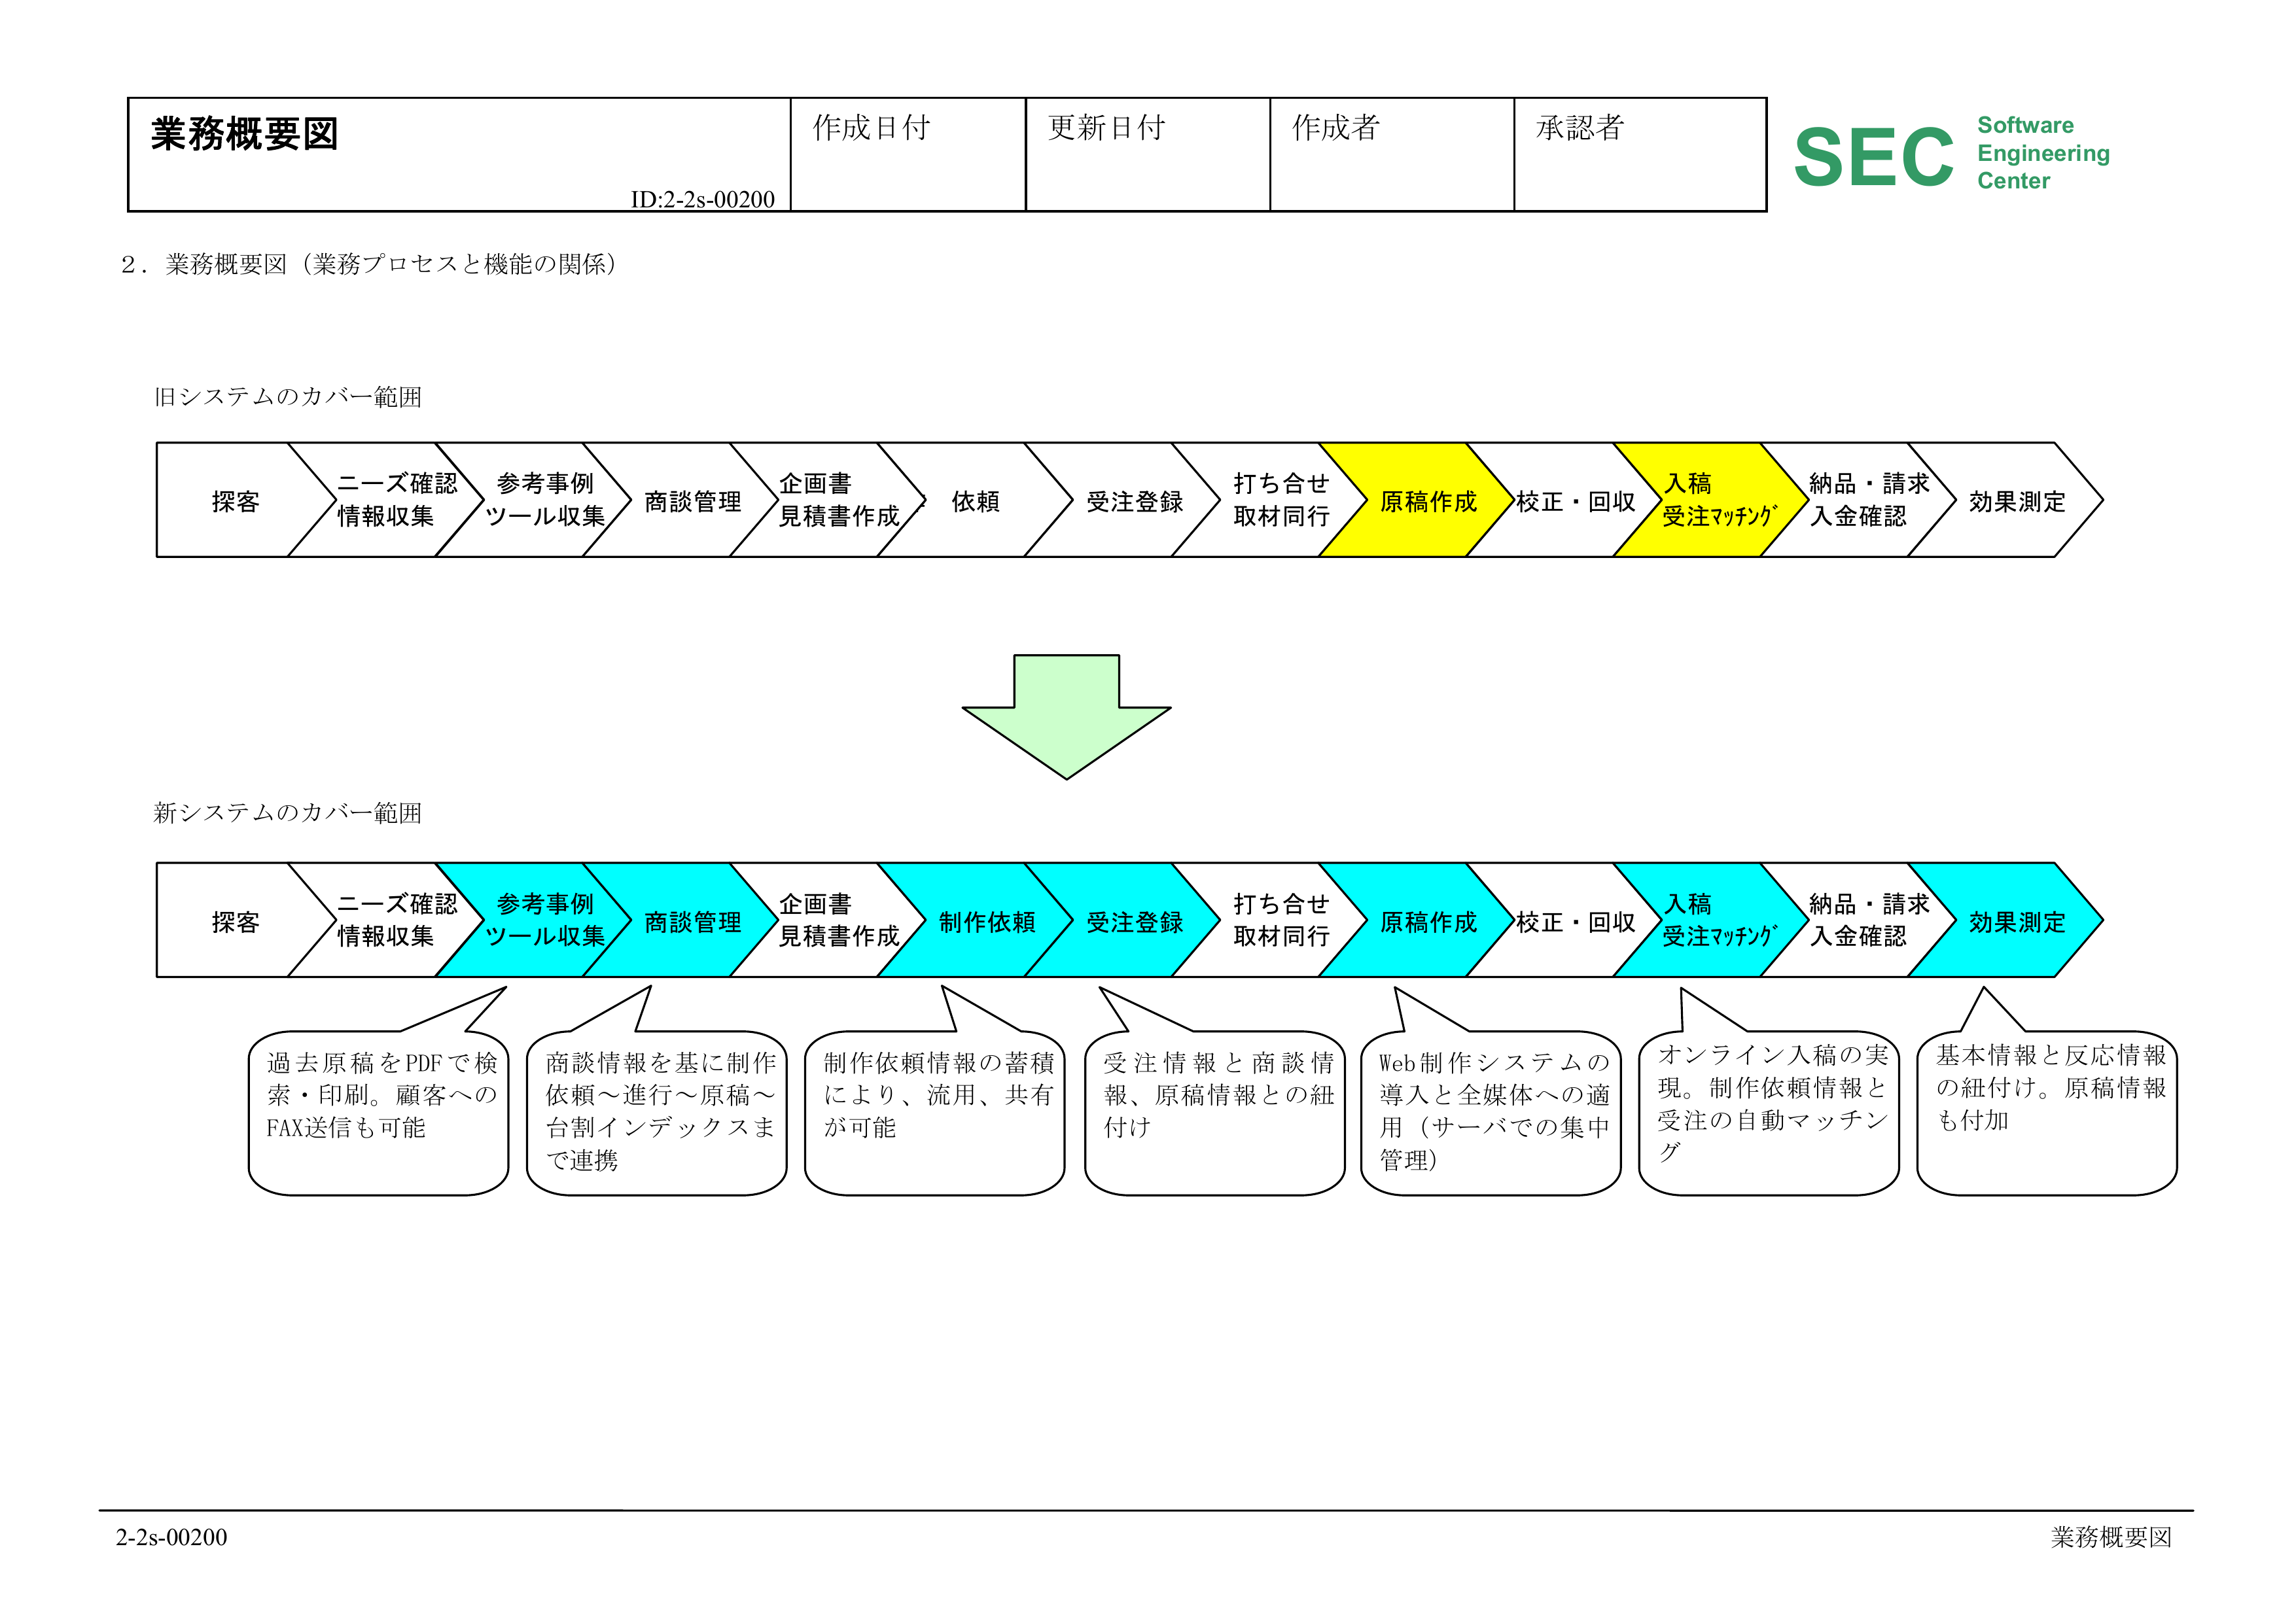 業務概要図
ID:2-2s-00200
作成日付
更新日付
作成者
承認者
SEC
Software
Engineering
Center
２．業務概要図（業務プロセスと機能の関係）
旧システムのカバー範囲
探客
ニーズ確認
情報収集
参考事例
ツール収集
商談管理
企画書
見積書作成
依頼
受注登録
打ち合せ
取材同行
原稿作成
校正・回収
入稿
受注ﾏｯﾁﾝｸﾞ
納品・請求
入金確認
効果測定
新システムのカバー範囲
探客
ニーズ確認
情報収集
参考事例
ツール収集
商談管理
企画書
見積書作成
制作依頼
受注登録
打ち合せ
取材同行
原稿作成
校正・回収
入稿
受注ﾏｯﾁﾝｸﾞ
納品・請求
入金確認
効果測定
過去原稿をPDFで検
索・印刷。顧客への
FAX送信も可能
商談情報を基に制作
依頼～進行～原稿～
台割インデックスま
で連携
制作依頼情報の蓄積
により、流用、共有
が可能
受注情報と商談情
報、原稿情報との紐
付け
Web制作システムの
導入と全媒体への適
用（サーバでの集中
管理）
オンライン入稿の実
現。制作依頼情報と
受注の自動マッチン
グ
基本情報と反応情報
の紐付け。原稿情報
も付加
2-2s-00200
業務概要図